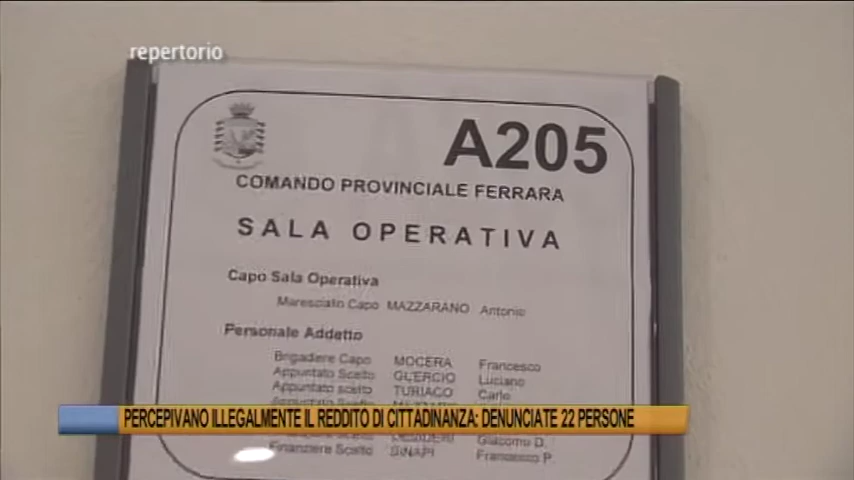 repertorio
A205
COMANDO PROVINCIALE FERRARA
SALA OPERATIVA
Capo Sala Operativa
Maresciallo Capo MAZZARANO Antonio
Personale Addetto
Brigadiere Capo MOCERA Francesco
Appuntato Scelto GUERCIO Luciano
Appuntato scelto TURIACO Carlo
PERCEPIVANO ILLEGALMENTE IL REDDITO DI CITTADINANZA: DENUNCIATE 22 PERSONE
Giacomo D.
Finanziere Scelto SINAPI Francesco P.